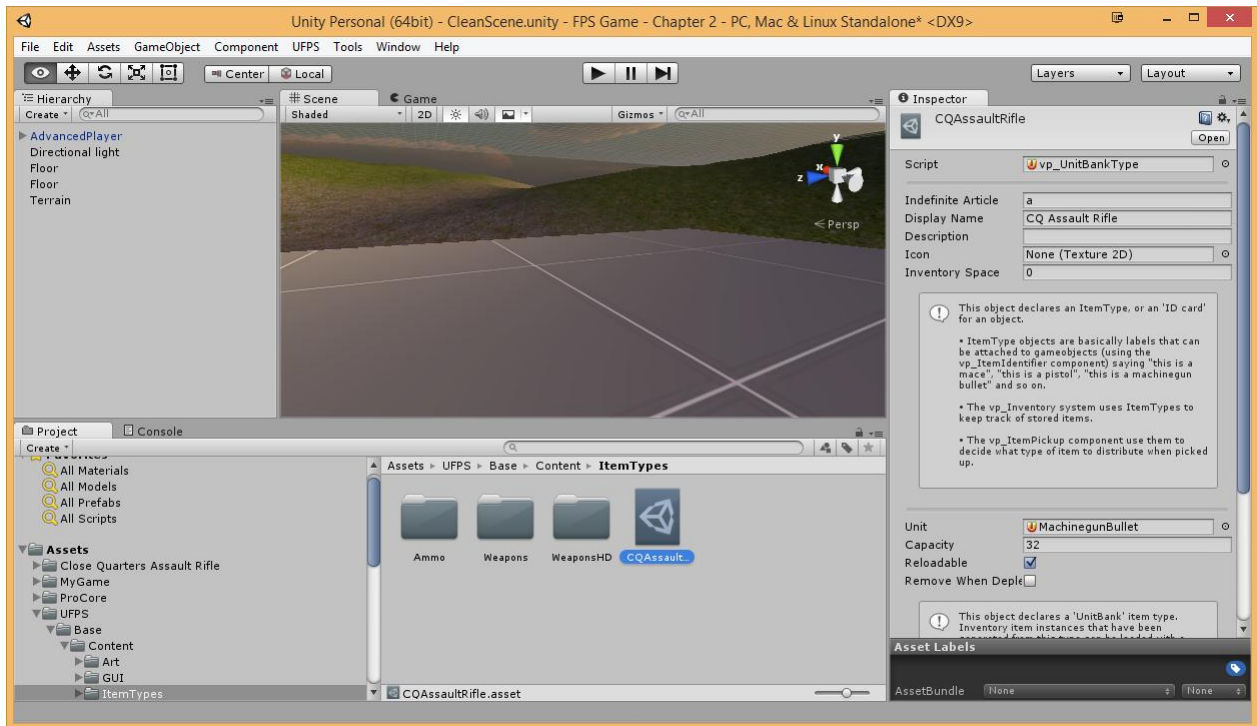 Unity Personal (64bit) - CleanScene.unity - FPS Game - Chapter 2 - PC, Mac & Linux Standalone* <DX9>
File Edit Assets GameObject Component UFPS Tools Window Help
Center Local
Layers Layout
Hierarchy
Create All
AdvancedPlayer
Directional light
Floor
Floor
Terrain
Scene Game
Shaded 2D Gizmos All
y
x
z
Persp
Inspector
CQAssaultRifle
Open
Script vp_UnitBankType
Indefinite Article a
Display Name CQ Assault Rifle
Description
Icon None (Texture 2D)
Inventory Space 0
This object declares an ItemType, or an 'ID card'
for an object.
• ItemType objects are basically labels that can
be attached to gameobjects (using the
vp_ItemIdentifier component) saying "this is a
mace", "this is a pistol", "this is a machinegun
bullet" and so on.
• The vp_Inventory system uses ItemTypes to
keep track of stored items.
• The vp_ItemPickup component use them to
decide what type of item to distribute when picked
up.
Unit MachinegunBullet
Capacity 32
Reloadable
Remove When Deple
This object declares a 'UnitBank' item type.
Inventory item instances that have been
Asset Labels
AssetBundle None None
Project Console
Create
All Materials
All Models
All Prefabs
All Scripts
Assets
Close Quarters Assault Rifle
MyGame
ProCore
UFPS
Base
Content
Art
GUI
ItemTypes
Assets UFPS Base Content ItemTypes
Ammo Weapons WeaponsHD CQAssault...
CQAssaultRifle.asset